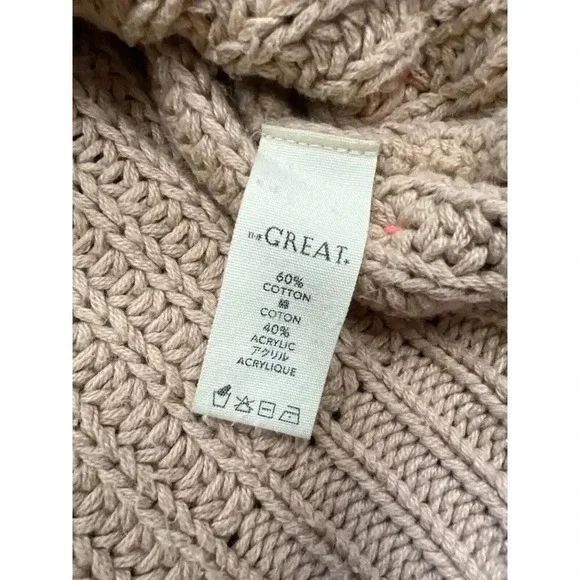 THE GREAT.
60%
COTTON
綿
COTON
40%
ACRYLIC
アクリル
ACRYLIQUE